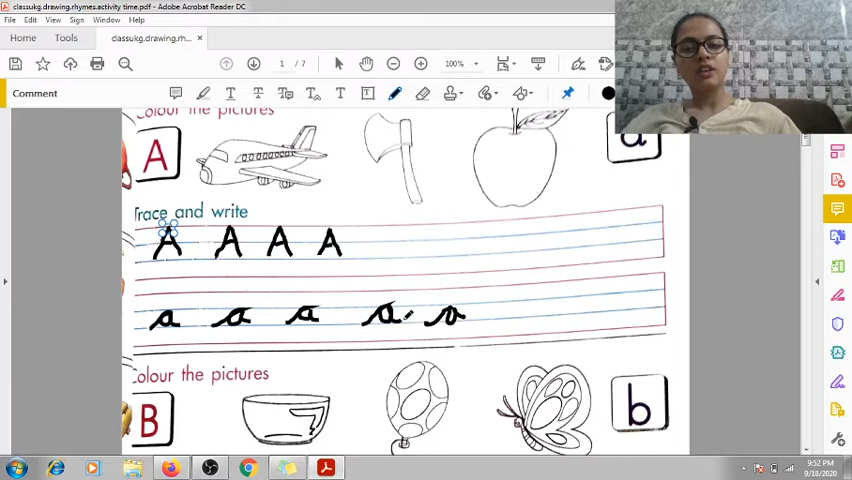 classukg.drawing.rhymes.activity time.pdf - Adobe Acrobat Reader DC
File Edit View Sign Window Help
Home Tools classukg.drawing.rh... ×
1 / 7 100%
Comment
Colour the pictures
A a
Trace and write
A A A A
a a a a a
Colour the pictures
B b
9:52 PM
9/18/2020